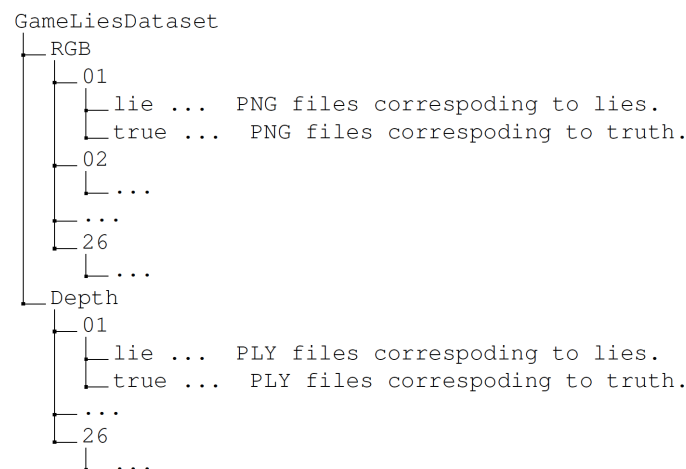 GameLiesDataset
RGB
01
lie ... PNG files correspoding to lies.
true ... PNG files correspoding to truth.
02
...
...
26
...
Depth
01
lie ... PLY files correspoding to lies.
true ... PLY files correspoding to truth.
...
26
...